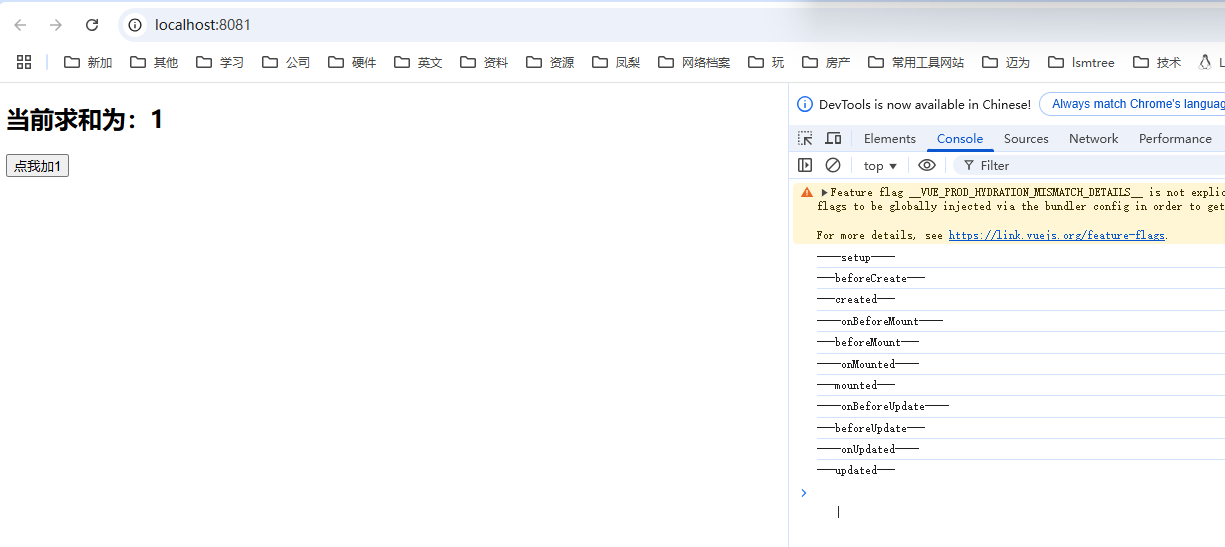 localhost:8081
新加 其他 学习 公司 硬件 英文 资料 资源 凤梨 网络档案 玩 房产 常用工具网站 迈为 lsmtree 技术 L
当前求和为：1
点我加1
DevTools is now available in Chinese! Always match Chrome's languag
Elements Console Sources Network Performance
top Filter
Feature flag __VUE_PROD_HYDRATION_MISMATCH_DETAILS__ is not explic
flags to be globally injected via the bundler config in order to get
For more details, see https://link.vuejs.org/feature-flags.
----setup----
---beforeCreate---
---created---
----onBeforeMount----
---beforeMount---
----onMounted----
---mounted---
----onBeforeUpdate----
---beforeUpdate---
----onUpdated----
---updated---